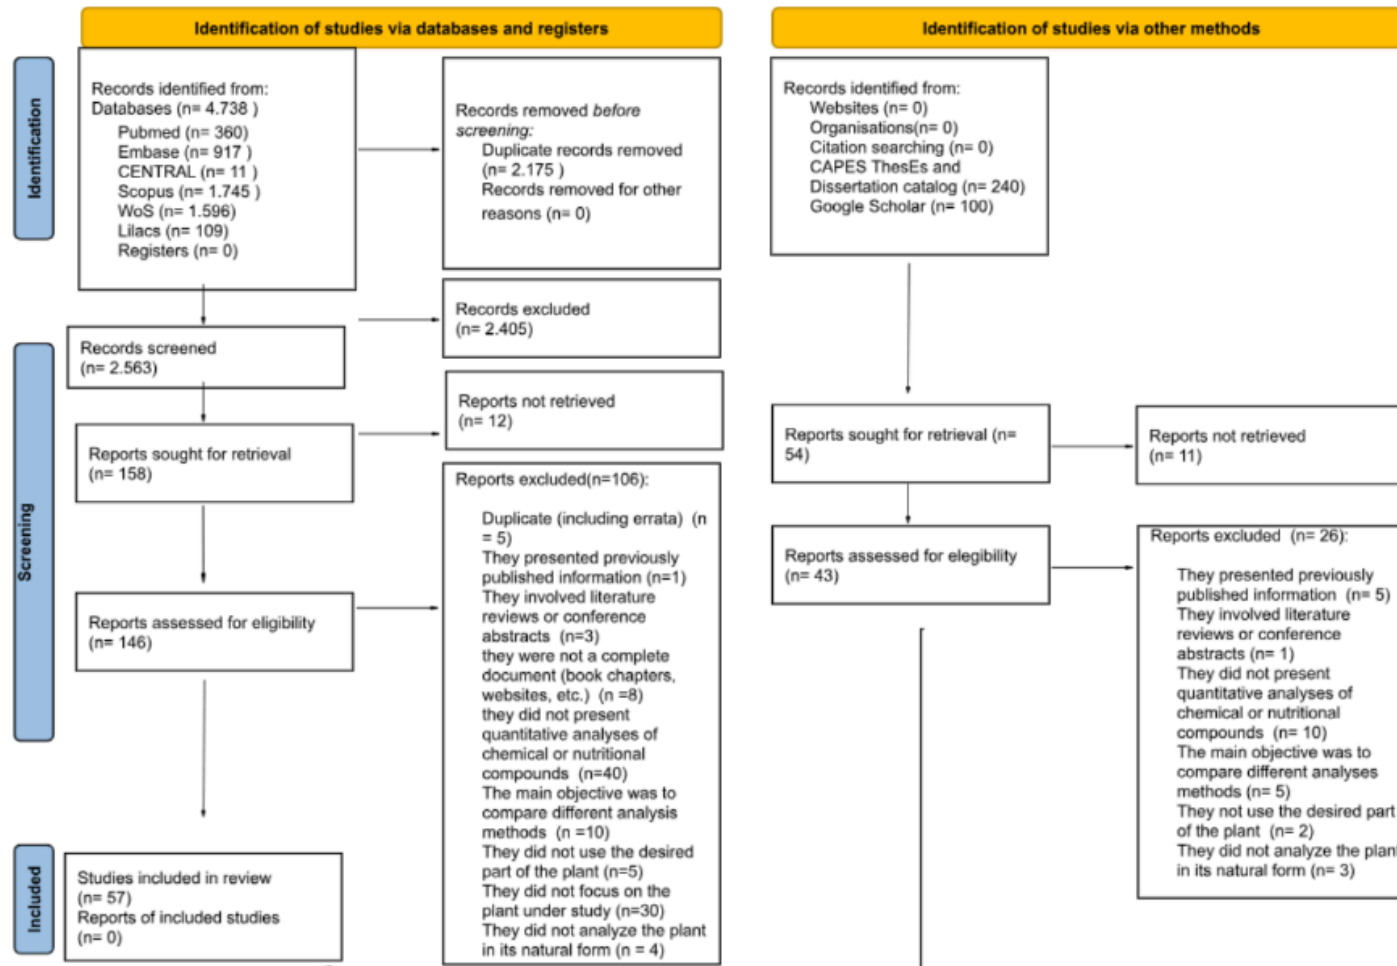 Identification of studies via databases and registers
Identification
Records identified from:
Databases (n= 4.738 )
Pubmed (n= 360)
Embase (n= 917 )
CENTRAL (n= 11 )
Scopus (n= 1.745 )
WoS (n= 1.596)
Lilacs (n= 109)
Registers (n= 0)
Records removed before
screening:
Duplicate records removed
(n= 2.175 )
Records removed for other
reasons (n= 0)
Screening
Records screened
(n= 2.563)
Records excluded
(n= 2.405)
Reports sought for retrieval
(n= 158)
Reports not retrieved
(n= 12)
Reports assessed for eligibility
(n= 146)
Reports excluded(n=106):
Duplicate (including errata) (n
= 5)
They presented previously
published information (n=1)
They involved literature
reviews or conference
abstracts (n=3)
they were not a complete
document (book chapters,
websites, etc.) (n =8)
they did not present
quantitative analyses of
chemical or nutritional
compounds (n=40)
The main objective was to
compare different analysis
methods (n =10)
They did not use the desired
part of the plant (n=5)
They did not focus on the
plant under study (n=30)
They did not analyze the plant
in its natural form (n = 4)
Included
Studies included in review
(n= 57)
Reports of included studies
(n= 0)
Identification of studies via other methods
Records identified from:
Websites (n= 0)
Organisations(n= 0)
Citation searching (n= 0)
CAPES ThesEs and
Dissertation catalog (n= 240)
Google Scholar (n= 100)
Reports sought for retrieval (n=
54)
Reports not retrieved
(n= 11)
Reports assessed for elegibility
(n= 43)
Reports excluded (n= 26):
They presented previously
published information (n= 5)
They involved literature
reviews or conference
abstracts (n= 1)
They did not present
quantitative analyses of
chemical or nutritional
compounds (n= 10)
The main objective was to
compare different analyses
methods (n= 5)
They not use the desired part
of the plant (n= 2)
They did not analyze the plant
in its natural form (n= 3)